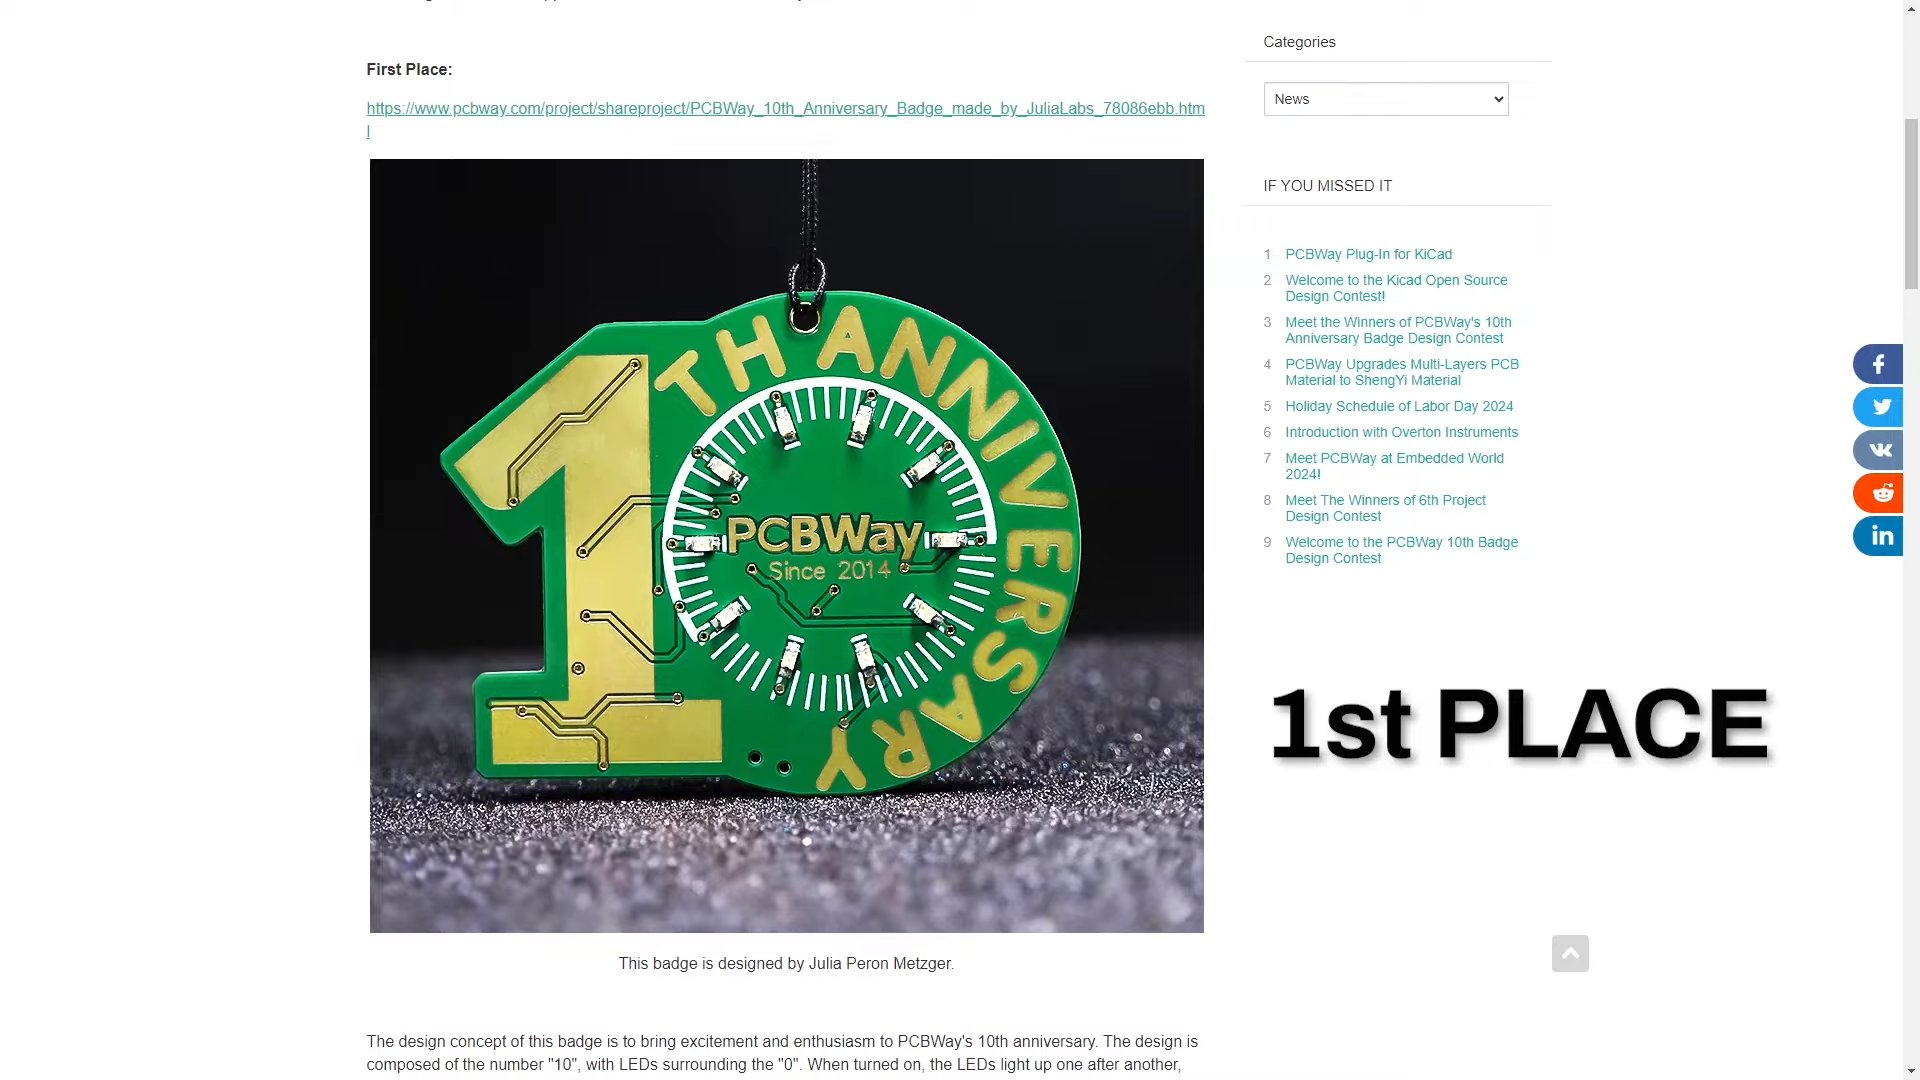 First Place:
https://www.pcbway.com/project/shareproject/PCBWay_10th_Anniversary_Badge_made_by_JuliaLabs_78086ebb.htm
l
10
TH ANNIVERSARY
PCBWay
Since 2014
This badge is designed by Julia Peron Metzger.
The design concept of this badge is to bring excitement and enthusiasm to PCBWay's 10th anniversary. The design is
composed of the number "10", with LEDs surrounding the "0". When turned on, the LEDs light up one after another,
Categories
News
IF YOU MISSED IT
1 PCBWay Plug-In for KiCad
2 Welcome to the Kicad Open Source
Design Contest!
3 Meet the Winners of PCBWay's 10th
Anniversary Badge Design Contest
4 PCBWay Upgrades Multi-Layers PCB
Material to ShengYi Material
5 Holiday Schedule of Labor Day 2024
6 Introduction with Overton Instruments
7 Meet PCBWay at Embedded World
2024!
8 Meet The Winners of 6th Project
Design Contest
9 Welcome to the PCBWay 10th Badge
Design Contest
1st PLACE